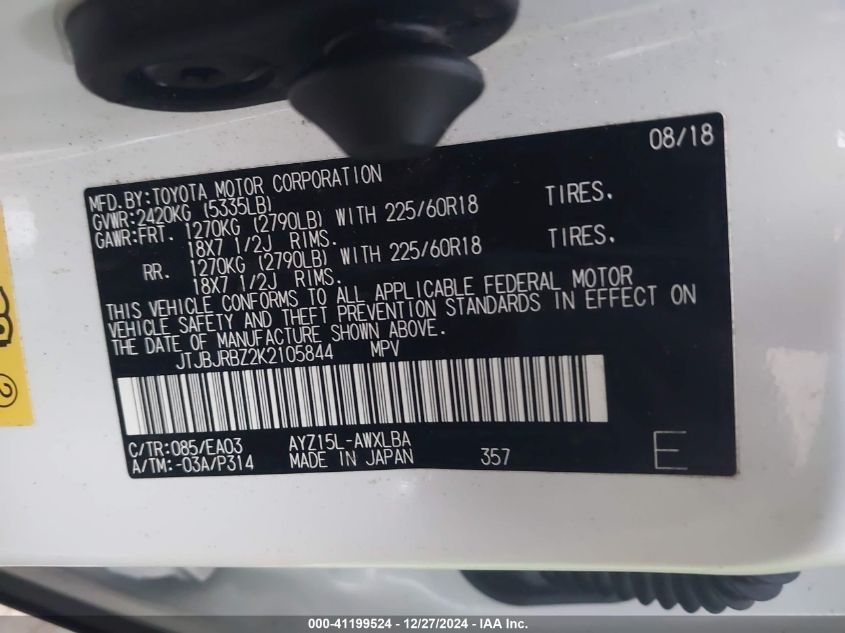 08/18
MFD.BY:TOYOTA MOTOR CORPORATION
GVWR:2420KG (5335LB)
GAWR:FRT. 1270KG (2790LB) WITH 225/60R18 TIRES.
18X7 1/2J RIMS.
RR. 1270KG (2790LB) WITH 225/60R18 TIRES.
18X7 1/2J RIMS.
THIS VEHICLE CONFORMS TO ALL APPLICABLE FEDERAL MOTOR
VEHICLE SAFETY AND THEFT PREVENTION STANDARDS IN EFFECT ON
THE DATE OF MANUFACTURE SHOWN ABOVE.
JTJBJRBZ2K2105844 MPV
C/TR:085/EA03 AYZ15L-AWXLBA
A/TM:-03A/P314 MADE IN JAPAN 357 E
2
000-41199524 - 12/27/2024 - IAA Inc.